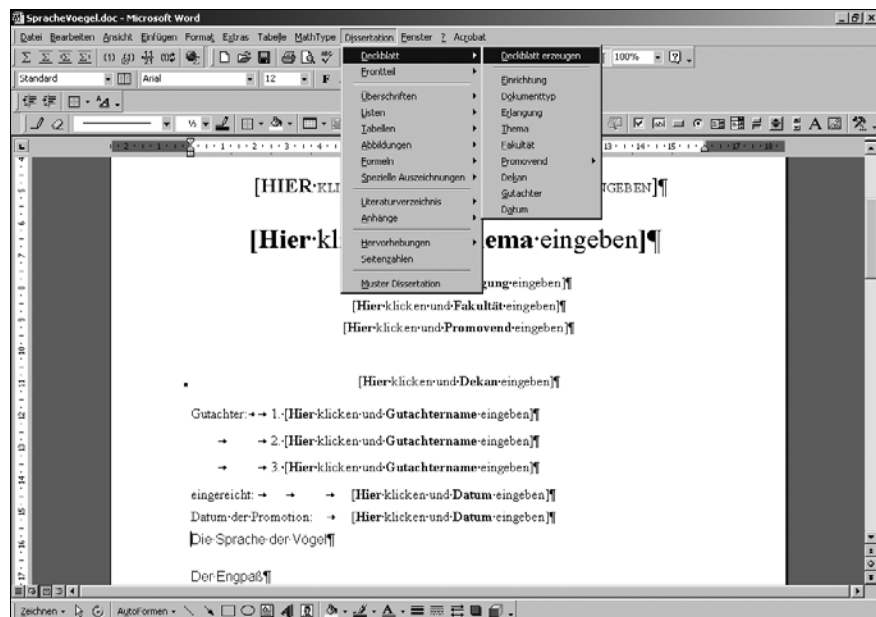 SpracheVoegel.doc - Microsoft Word
Datei Bearbeiten Ansicht Einfügen Format Extras Tabelle MathType Dissertation Fenster ? Acrobat
100%
Standard Arial 12 F
Deckblatt
Frontteil
Überschriften
Listen
Tabellen
Abbildungen
Formeln
Spezielle Auszeichnungen
Literaturverzeichnis
Anhänge
Hervorhebungen
Seitenzahlen
Muster Dissertation
Deckblatt erzeugen
Einrichtung
Dokumenttyp
Erlangung
Thema
Fakultät
Promovend
Dekan
Gutachter
Datum
[HIER·KLI GEBEN]¶
[Hier·kl ema·eingeben]¶
gung·eingeben]¶
[Hier·klicken·und·Fakultät·eingeben]¶
[Hier·klicken·und·Promovend·eingeben]¶
[Hier·klicken·und·Dekan·eingeben]¶
Gutachter:→→1.·[Hier·klicken·und·Gutachtername·eingeben]¶
→ →2.·[Hier·klicken·und·Gutachtername·eingeben]¶
→ →3.·[Hier·klicken·und·Gutachtername·eingeben]¶
eingereicht:→ → → [Hier·klicken·und·Datum·eingeben]¶
Datum·der·Promotion: → [Hier·klicken·und·Datum·eingeben]¶
Die·Sprache·der·Vögel¶
Der·Engpaß¶
Zeichnen AutoFormen